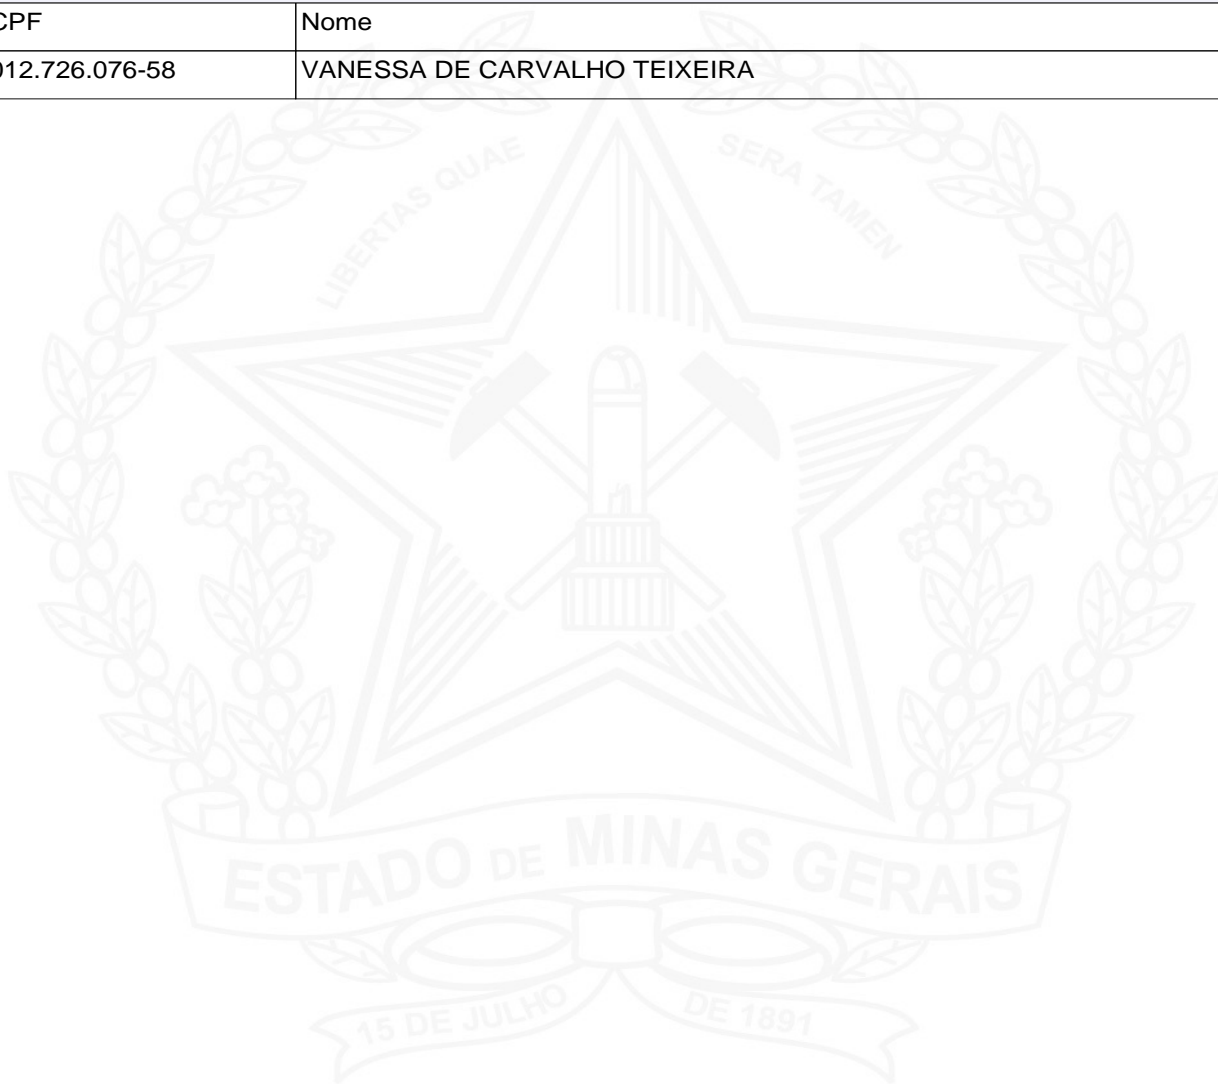 CPF Nome
012.726.076-58 VANESSA DE CARVALHO TEIXEIRA
LIBERTAS QUAE SERA TAMEN
ESTADO DE MINAS GERAIS
15 DE JULHO DE 1891